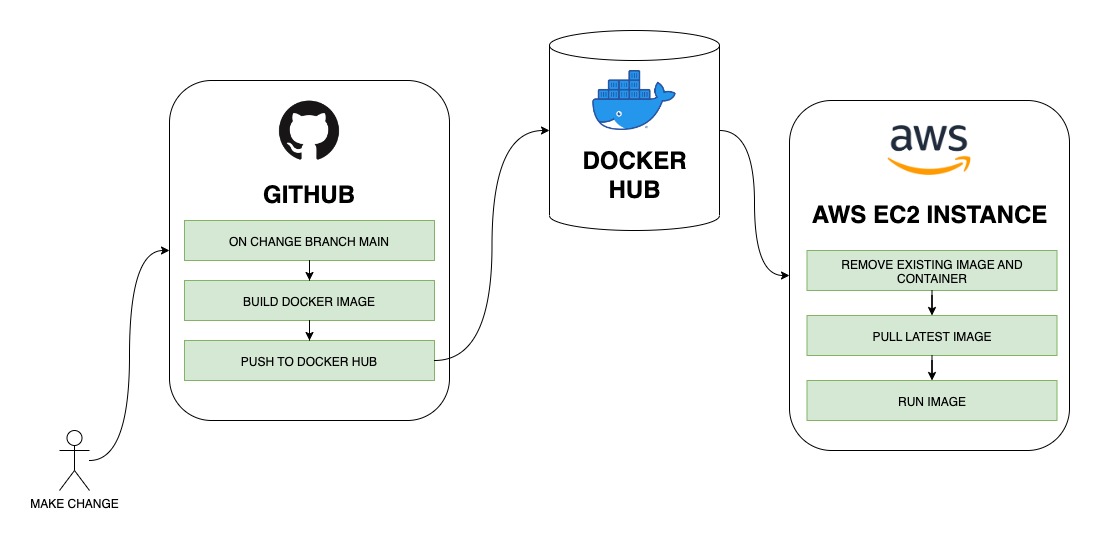 GITHUB
ON CHANGE BRANCH MAIN
BUILD DOCKER IMAGE
PUSH TO DOCKER HUB
MAKE CHANGE
DOCKER
HUB
aws
AWS EC2 INSTANCE
REMOVE EXISTING IMAGE AND
CONTAINER
PULL LATEST IMAGE
RUN IMAGE